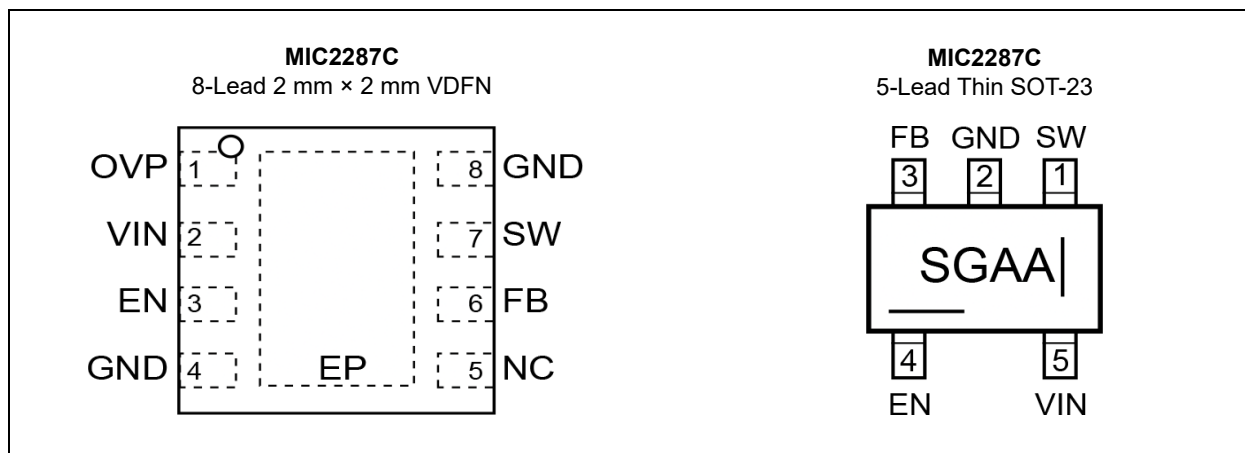 MIC2287C
8-Lead 2 mm × 2 mm VDFN
OVP 1
8 GND
VIN 2
7 SW
EN 3
6 FB
GND 4
EP
5 NC
MIC2287C
5-Lead Thin SOT-23
FB GND SW
3 2 1
SGAA
4 5
EN VIN